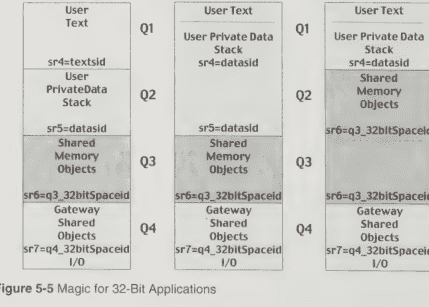 User
Text
sr4=textsid
User
PrivateData
Stack
sr5=datasid
Shared
Memory
Objects
sr6=q3_32bitSpaceid
Gateway
Shared
Objects
sr7=q4_32bitSpaceid
I/O
Q1
Q2
Q3
Q4
User Text
User Private Data
Stack
sr4=datasid
sr5=datasid
Shared
Memory
Objects
sr6=q3_32bitSpaceid
Gateway
Shared
Objects
sr7=q4_32bitSpaceid
I/O
Q1
Q2
Q3
Q4
User Text
User Private Data
Stack
sr4=datasid
Shared
Memory
Objects
sr6=q3_32bitSpaceid
sr6=q3_32bitSpaceid
Gateway
Shared
Objects
sr7=q4_32bitSpaceid
I/O
Figure 5-5 Magic for 32-Bit Applications